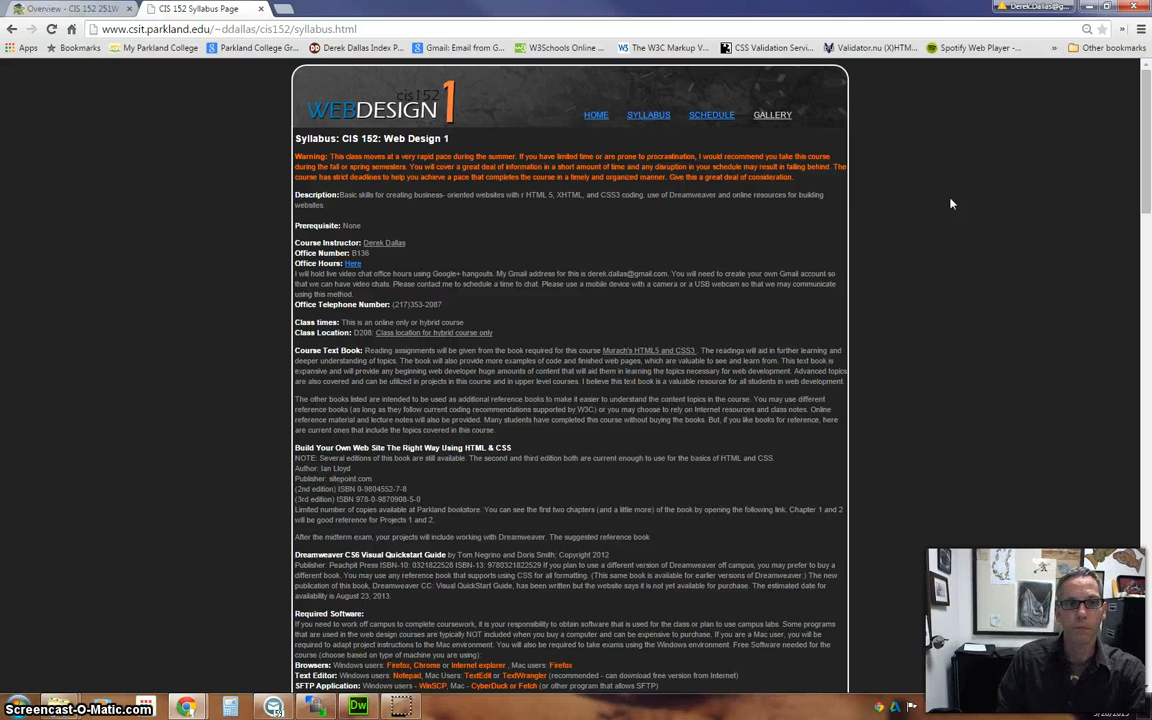 Overview - CIS 152 251W
CIS 152 Syllabus Page
Derek.Dallas@g...
www.csit.parkland.edu/~ddallas/cis152/syllabus.html
Apps
Bookmarks
My Parkland College
Parkland College Gr...
Derek Dallas Index P...
Gmail: Email from G...
W3Schools Online ...
The W3C Markup V...
CSS Validation Servi...
Validator.nu (X)HTM...
Spotify Web Player -...
Other bookmarks
cis152
WEBDESIGN1
HOME SYLLABUS SCHEDULE GALLERY
Syllabus: CIS 152: Web Design 1
Warning: This class moves at a very rapid pace during the summer. If you have limited time or are prone to procrastination, I would recommend you take this course
during the fall or spring semesters. You will cover a great deal of information in a short amount of time and any disruption in your schedule may result in falling behind. The
course has strict deadlines to help you achieve a pace that completes the course in a timely and organized manner. Give this a great deal of consideration.
Description:Basic skills for creating business- oriented websites with r HTML 5, XHTML, and CSS3 coding, use of Dreamweaver and online resources for building
websites.
Prerequisite: None
Course Instructor: Derek Dallas
Office Number: B136
Office Hours: Here
I will hold live video chat office hours using Google+ hangouts. My Gmail address for this is derek.dallas@gmail.com. You will need to create your own Gmail account so
that we can have video chats. Please contact me to schedule a time to chat. Please use a mobile device with a camera or a USB webcam so that we may communicate
using this method.
Office Telephone Number: (217)353-2087
Class times: This is an online only or hybrid course
Class Location: D208: Class location for hybrid course only
Course Text Book: Reading assignments will be given from the book required for this course Murach's HTML5 and CSS3 . The readings will aid in further learning and
deeper understanding of topics. The book will also provide more examples of code and finished web pages, which are valuable to see and learn from. This text book is
expansive and will provide any beginning web developer huge amounts of content that will aid them in learning the topics necessary for web development. Advanced topics
are also covered and can be utilized in projects in this course and in upper level courses. I believe this text book is a valuable resource for all students in web development.
The other books listed are intended to be used as additional reference books to make it easier to understand the content topics in the course. You may use different
reference books (as long as they follow current coding recommendations supported by W3C) or you may choose to rely on Internet resources and class notes. Online
reference material and lecture notes will also be provided. Many students have completed this course without buying the books. But, if you like books for reference, here
are current ones that include the topics covered in this course.
Build Your Own Web Site The Right Way Using HTML & CSS
NOTE: Several editions of this book are still available. The second and third edition both are current enough to use for the basics of HTML and CSS.
Author: Ian Lloyd
Publisher: sitepoint.com
(2nd edition) ISBN 0-9804552-7-8
(3rd edition) ISBN 978-0-9870908-5-0
Limited number of copies available at Parkland bookstore. You can see the first two chapters (and a little more) of the book by opening the following link. Chapter 1 and 2
will be good reference for Projects 1 and 2.
After the midterm exam, your projects will include working with Dreamweaver. The suggested reference book
Dreamweaver CS6 Visual Quickstart Guide by Tom Negrino and Doris Smith; Copyright 2012
Publisher: Peachpit Press ISBN-10: 0321822528 ISBN-13: 9780321822529 If you plan to use a different version of Dreamweaver off campus, you may prefer to buy a
different book. You may use any reference book that supports using CSS for all formatting. (This same book is available for earlier versions of Dreamweaver.) The new
publication of this book, Dreamweaver CC: Visual QuickStart Guide, has been written but the website says it is not yet available for purchase. The estimated date for
availability is August 23, 2013.
Required Software:
If you need to work off campus to complete coursework, it is your responsibility to obtain software that is used for the class or plan to use campus labs. Some programs
that are used in the web design courses are typically NOT included when you buy a computer and can be expensive to purchase. If you are a Mac user, you will be
required to adapt project instructions to the Mac environment. You will also be required to take exams using the Windows environment. Free Software needed for the
course (choose based on type of machine you are using):
Browsers: Windows users: Firefox, Chrome or Internet explorer , Mac users: Firefox
Text Editor: Windows users: Notepad, Mac Users: TextEdit or TextWrangler (recommended - can download free version from Internet)
SFTP Application: Windows users - WinSCP, Mac - CyberDuck or Fetch (or other program that allows SFTP)
Dw
Screencast-O-Matic.com